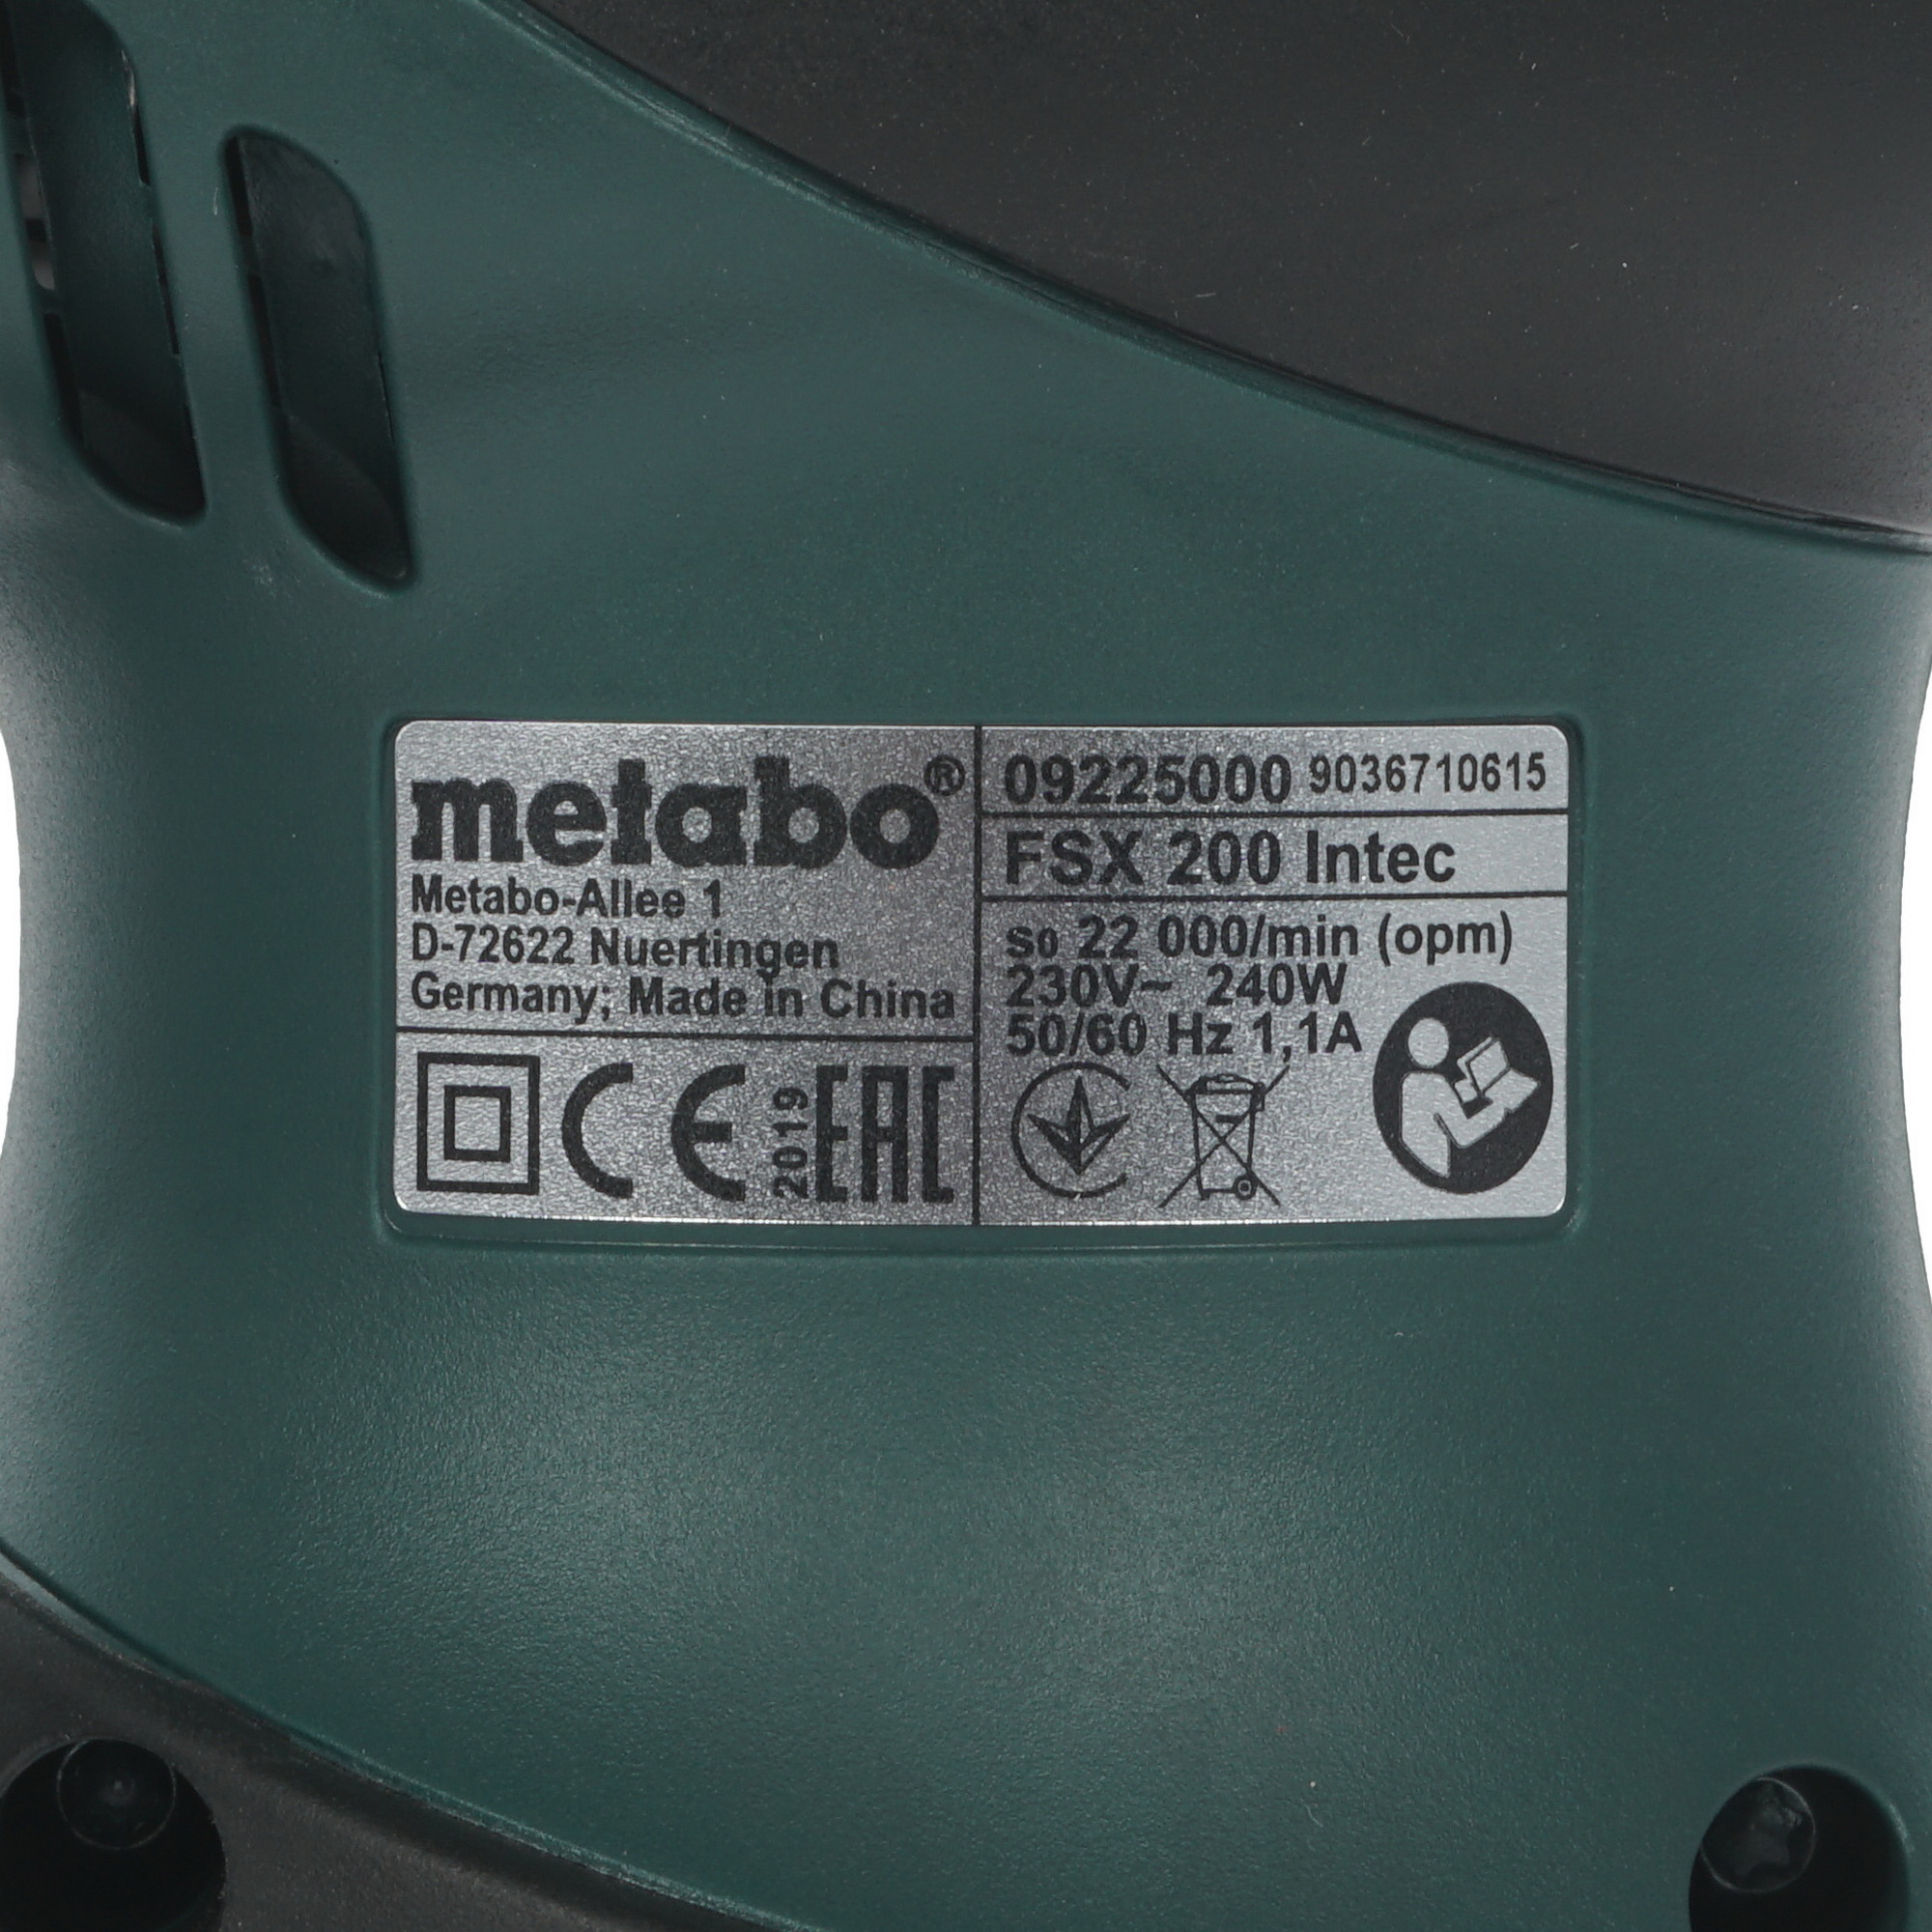 metabo®
Metabo-Allee 1
D-72622 Nuertingen
Germany; Made in China
CE 2019 EAC
09225000 9036710615
FSX 200 Intec
s0 22 000/min (opm)
230V~ 240W
50/60 Hz 1,1A